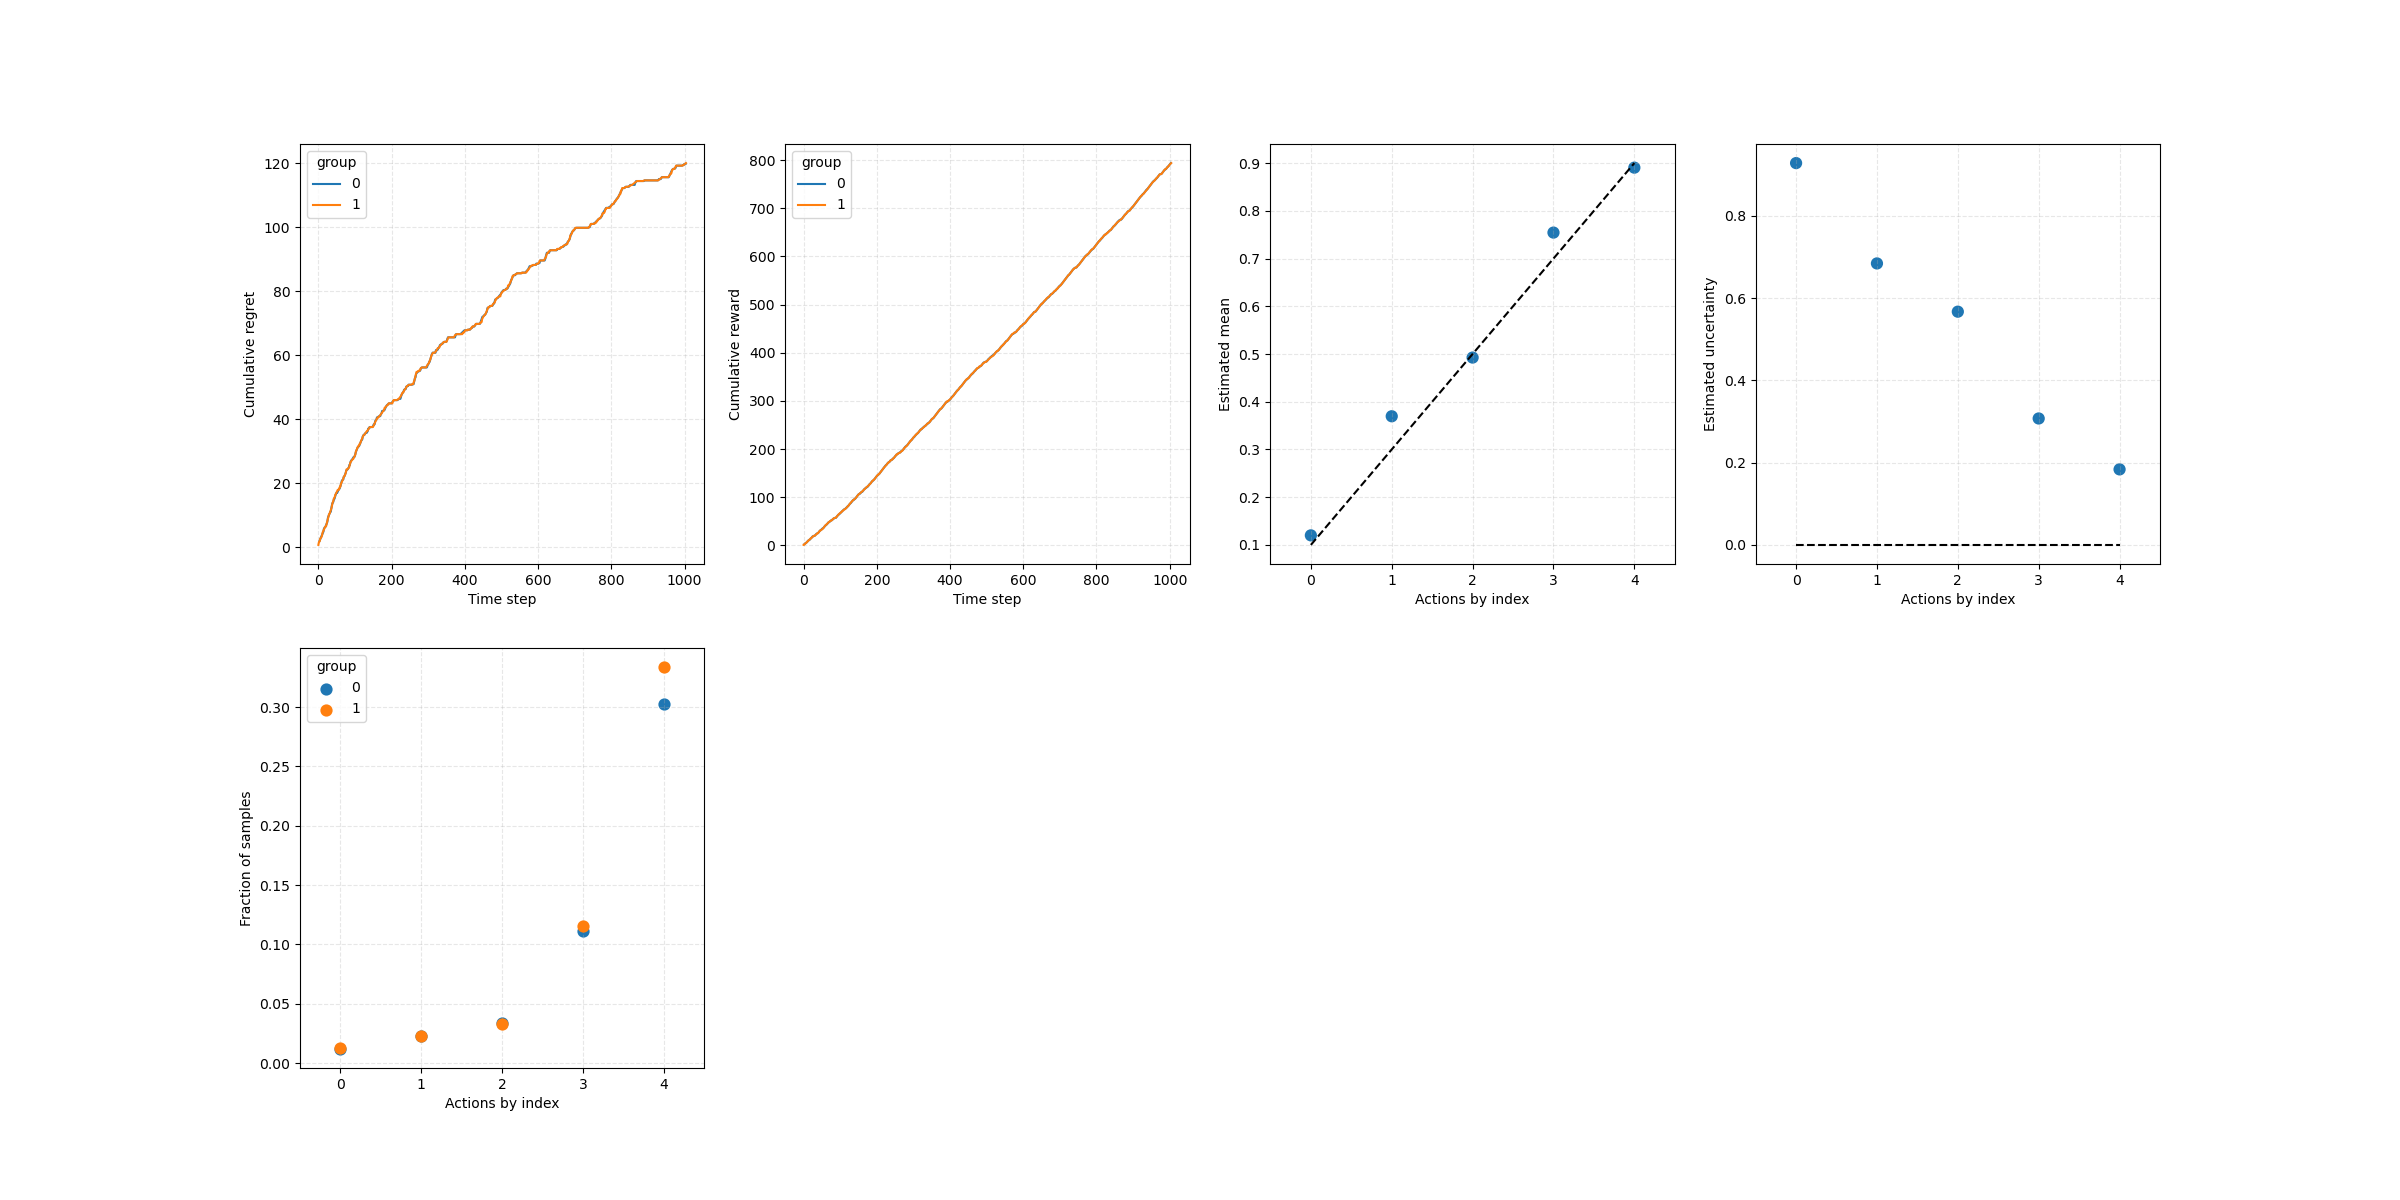 group
0
1
120
100
80
60
40
20
0
Cumulative regret
0 200 400 600 800 1000
Time step
group
0
1
800
700
600
500
400
300
200
100
0
Cumulative reward
0 200 400 600 800 1000
Time step
0.9
0.8
0.7
0.6
0.5
0.4
0.3
0.2
0.1
Estimated mean
0 1 2 3 4
Actions by index
0.8
0.6
0.4
0.2
0.0
Estimated uncertainty
0 1 2 3 4
Actions by index
group
0
1
0.30
0.25
0.20
0.15
0.10
0.05
0.00
Fraction of samples
0 1 2 3 4
Actions by index